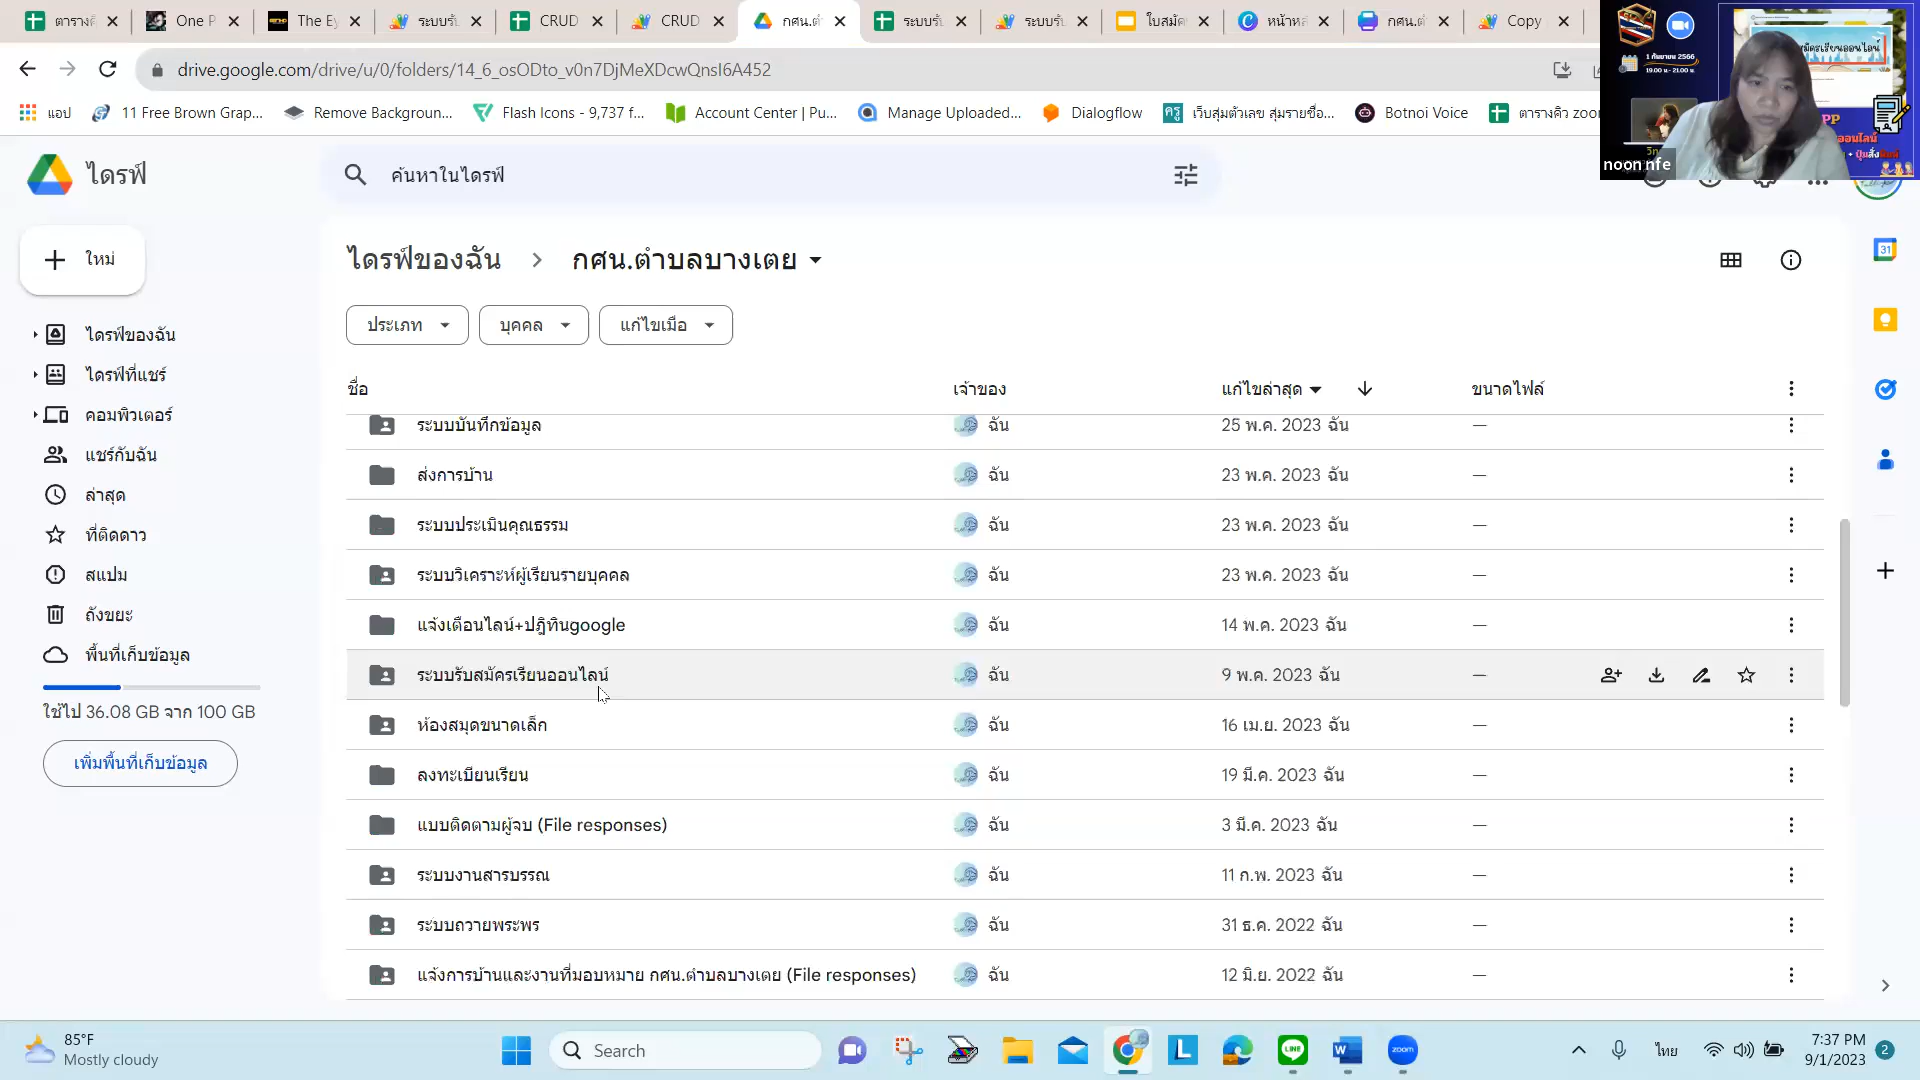 ตารางคิ
One P
The Ey
ระบบรับ
CRUD
CRUD
กศน.ตำ
ระบบรับ
ระบบรับ
ใบสมัค
หน้าหล
กศน.ต
Copy
drive.google.com/drive/u/0/folders/14_6_osODto_v0n7DjMeXDcwQnsI6A452
แอป
11 Free Brown Grap...
Remove Backgroun...
Flash Icons - 9,737 f...
Account Center | Pu...
Manage Uploaded...
Dialogflow
เว็บสุ่มตัวเลข สุ่มรายชื่อ...
Botnoi Voice
ตารางคิว zoo
1 กันยายน 2566
19.00 น.- 21.00 น.
noon nfe
ไดรฟ์
ค้นหาในไดรฟ์
ใหม่
ไดรฟ์ของฉัน
ไดรฟ์ที่แชร์
คอมพิวเตอร์
แชร์กับฉัน
ล่าสุด
ที่ติดดาว
สแปม
ถังขยะ
พื้นที่เก็บข้อมูล
ใช้ไป 36.08 GB จาก 100 GB
เพิ่มพื้นที่เก็บข้อมูล
ไดรฟ์ของฉัน > กศน.ตำบลบางเตย
ประเภท บุคคล แก้ไขเมื่อ
ชื่อ เจ้าของ แก้ไขล่าสุด ขนาดไฟล์
ระบบบันทึกข้อมูล ฉัน 25 พ.ค. 2023 ฉัน —
ส่งการบ้าน ฉัน 23 พ.ค. 2023 ฉัน —
ระบบประเมินคุณธรรม ฉัน 23 พ.ค. 2023 ฉัน —
ระบบวิเคราะห์ผู้เรียนรายบุคคล ฉัน 23 พ.ค. 2023 ฉัน —
แจ้งเตือนไลน์+ปฎิทินgoogle ฉัน 14 พ.ค. 2023 ฉัน —
ระบบรับสมัครเรียนออนไลน์ ฉัน 9 พ.ค. 2023 ฉัน —
ห้องสมุดขนาดเล็ก ฉัน 16 เม.ย. 2023 ฉัน —
ลงทะเบียนเรียน ฉัน 19 มี.ค. 2023 ฉัน —
แบบติดตามผู้จบ (File responses) ฉัน 3 มี.ค. 2023 ฉัน —
ระบบงานสารบรรณ ฉัน 11 ก.พ. 2023 ฉัน —
ระบบถวายพระพร ฉัน 31 ธ.ค. 2022 ฉัน —
แจ้งการบ้านและงานที่มอบหมาย กศน.ตำบลบางเตย (File responses) ฉัน 12 มิ.ย. 2022 ฉัน —
85°F
Mostly cloudy
Search
ไทย
7:37 PM
9/1/2023
2